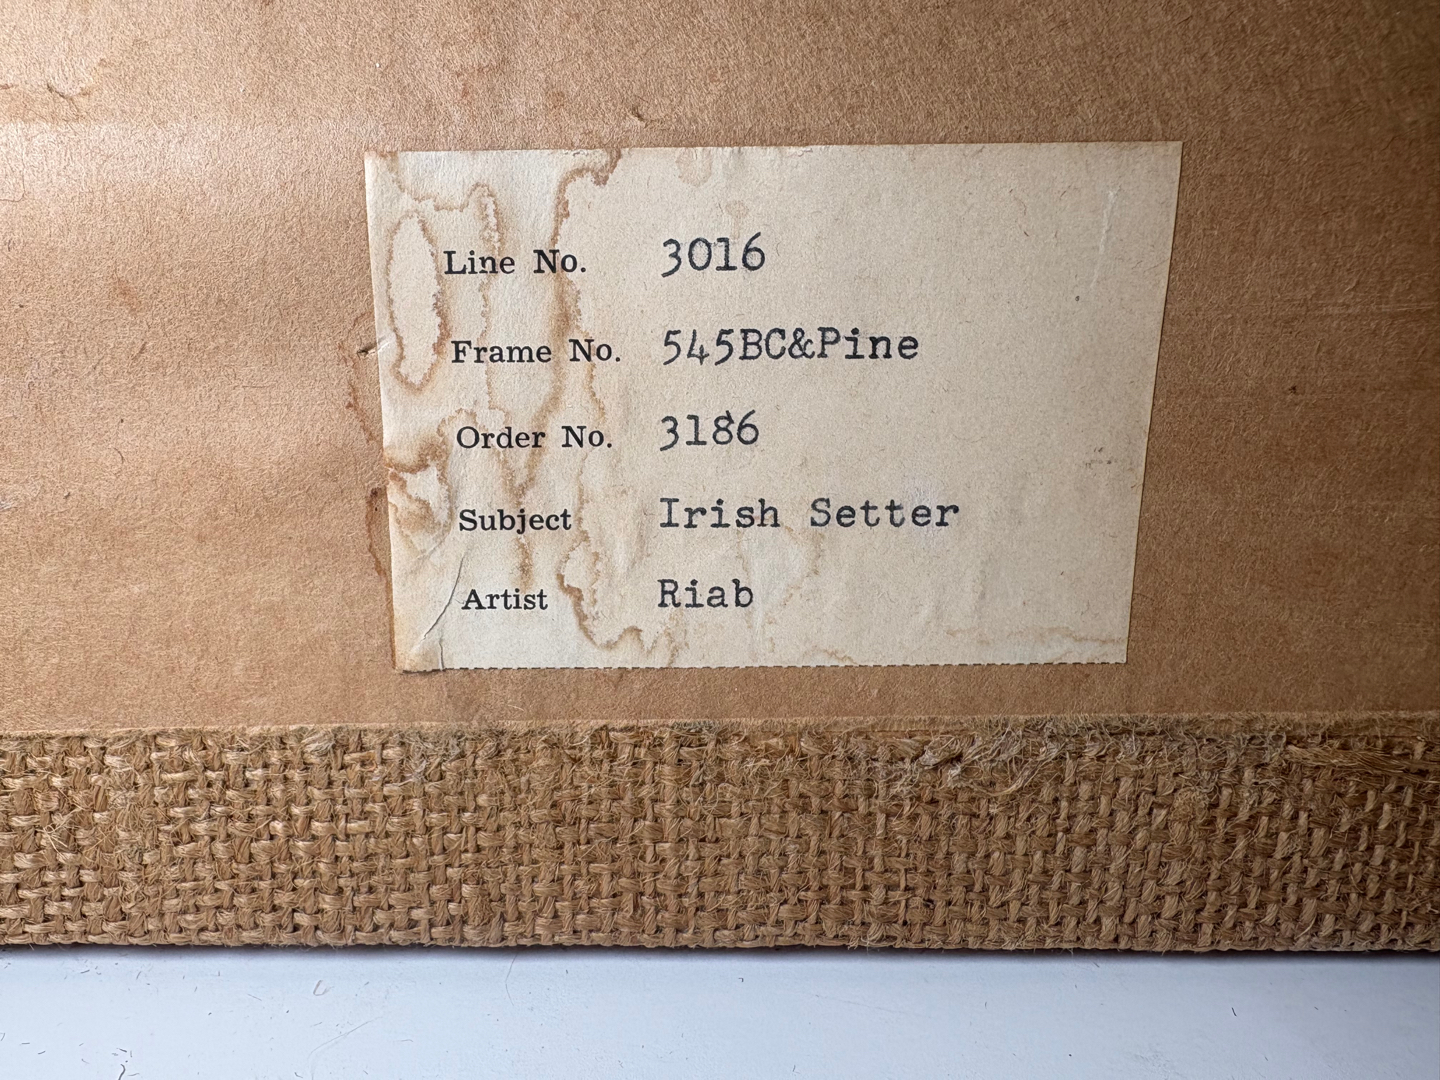 Line No. 3016
Frame No. 545BC&Pine
Order No. 3186
Subject Irish Setter
Artist Riab